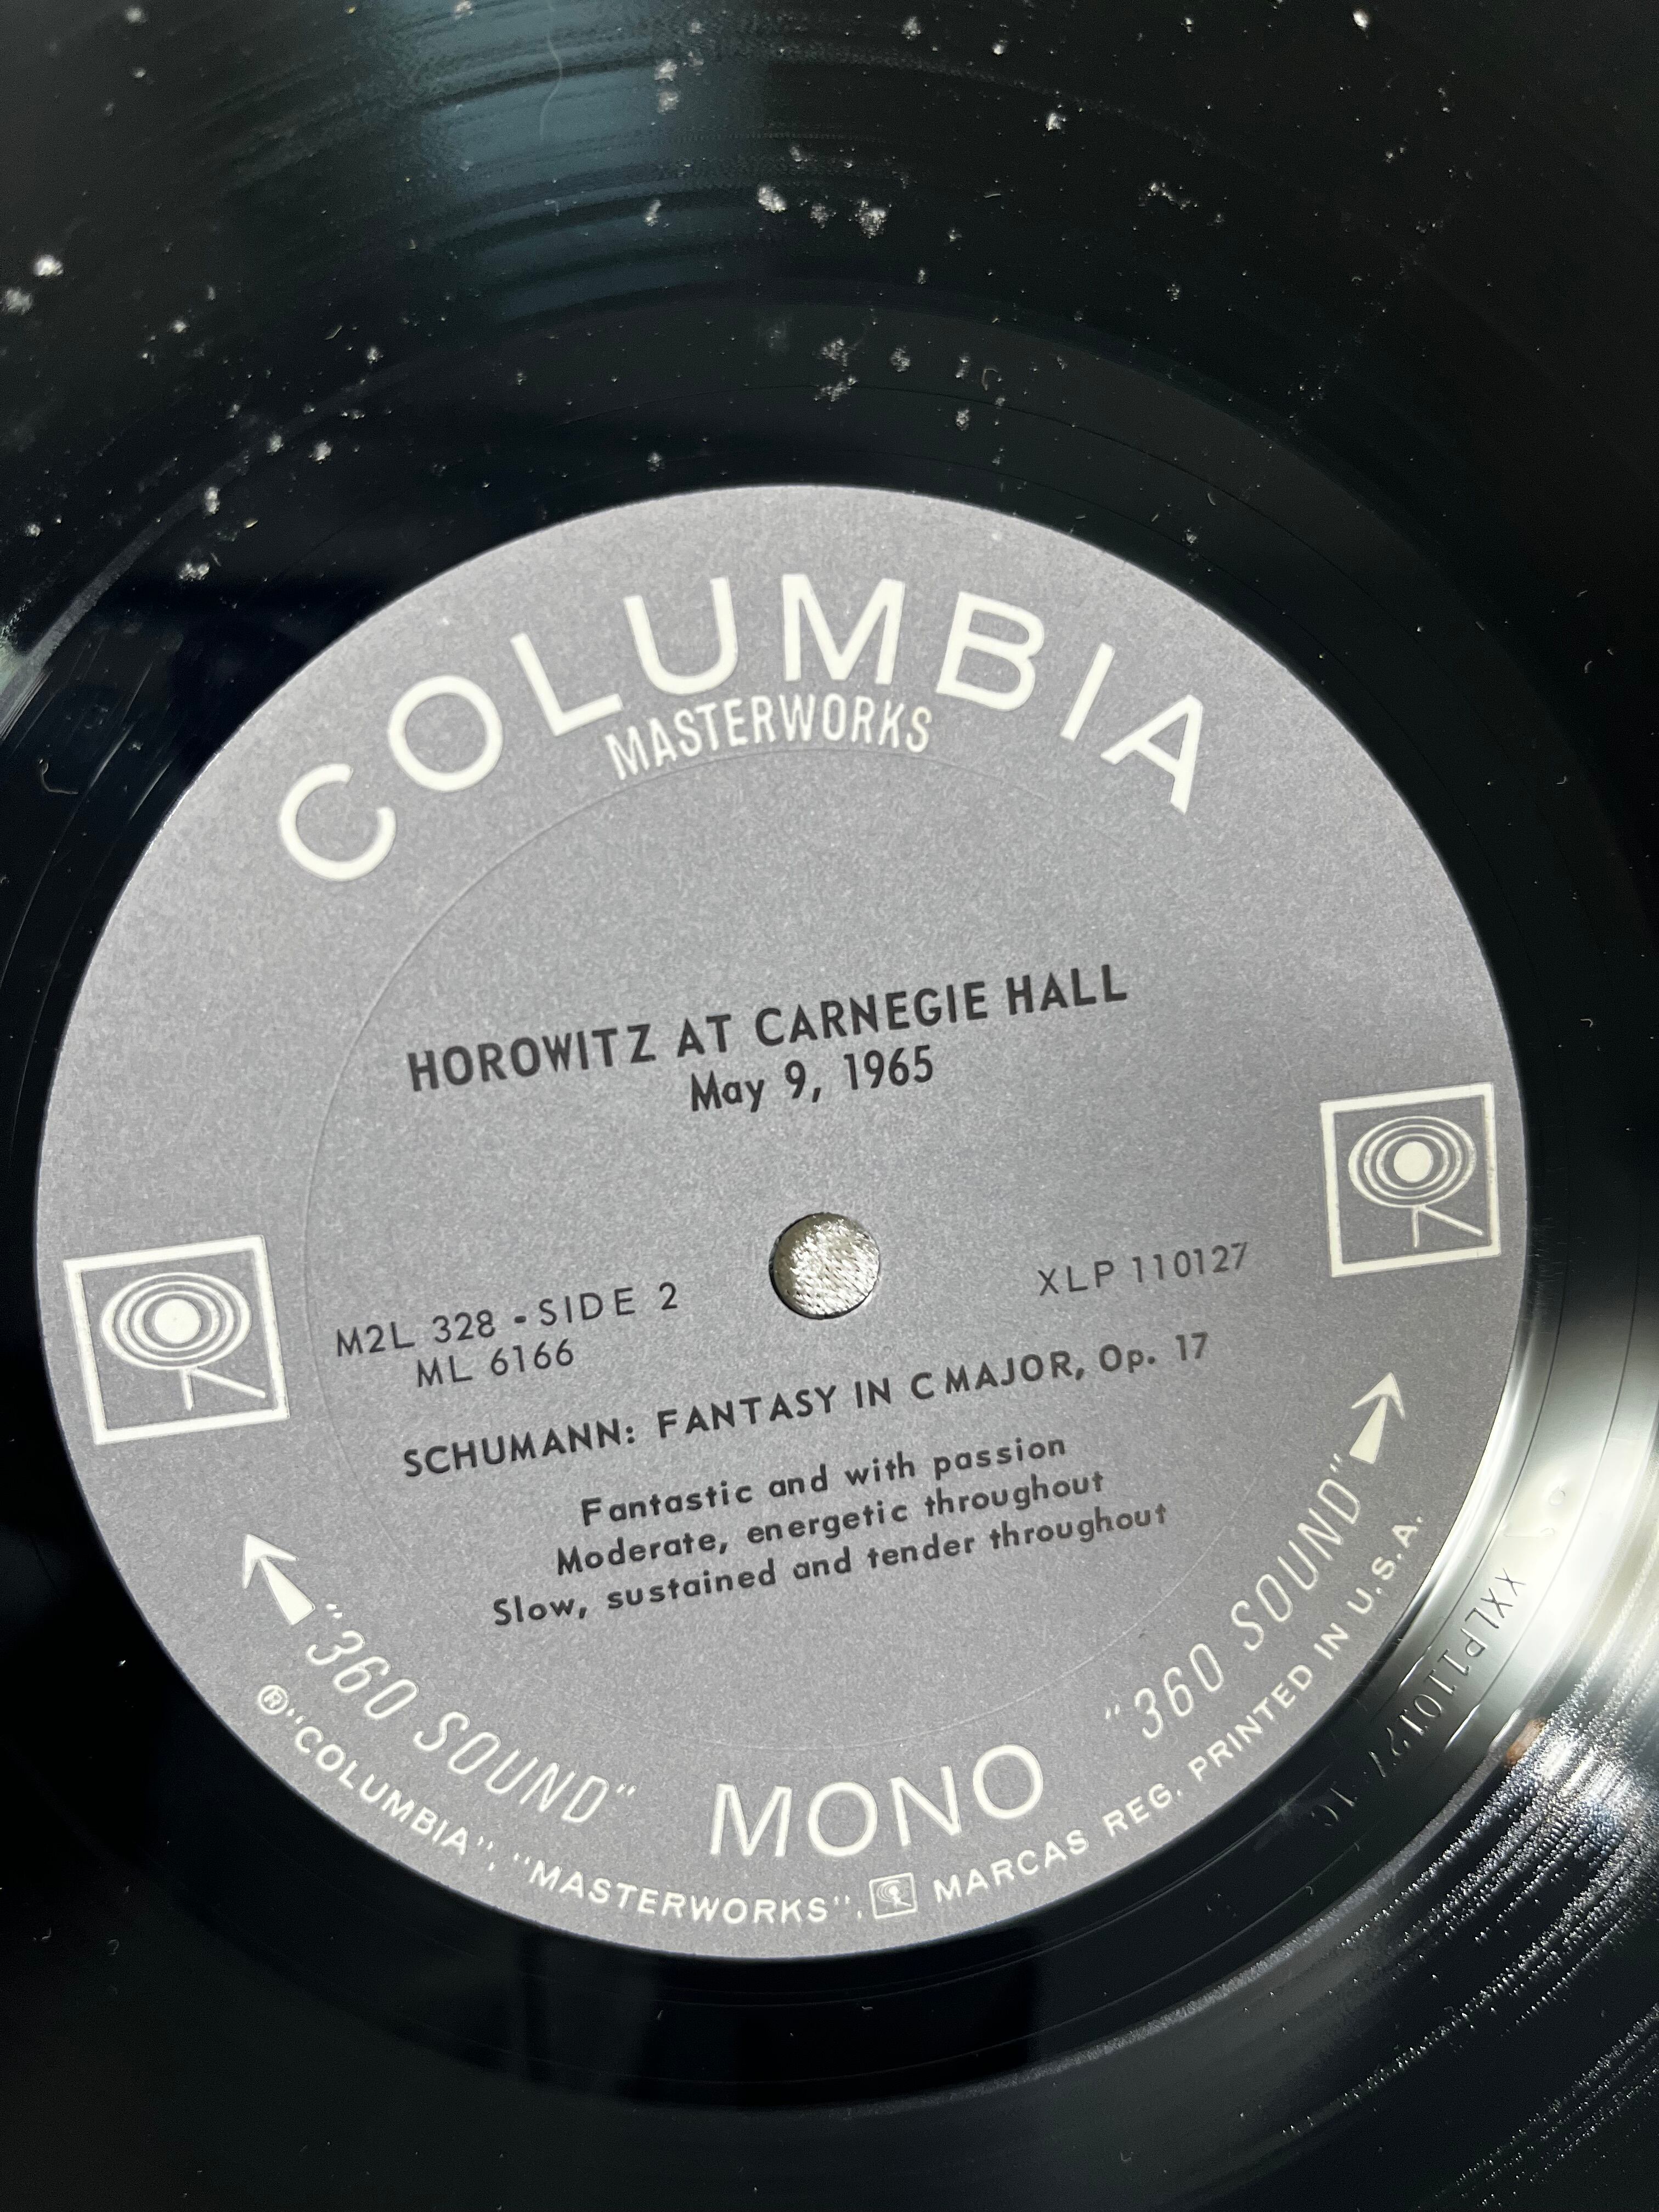 COLUMBIA
MASTERWORKS
HOROWITZ AT CARNEGIE HALL
May 9, 1965
M2L 328 - SIDE 2
ML 6166
XLP 110127
SCHUMANN: FANTASY IN C MAJOR, Op. 17
Fantastic and with passion
Moderate, energetic throughout
Slow, sustained and tender throughout
"360 SOUND"
MONO
"360 SOUND"
® "COLUMBIA", "MASTERWORKS", MARCAS REG. PRINTED IN U.S.A.
XXLP110127 1C